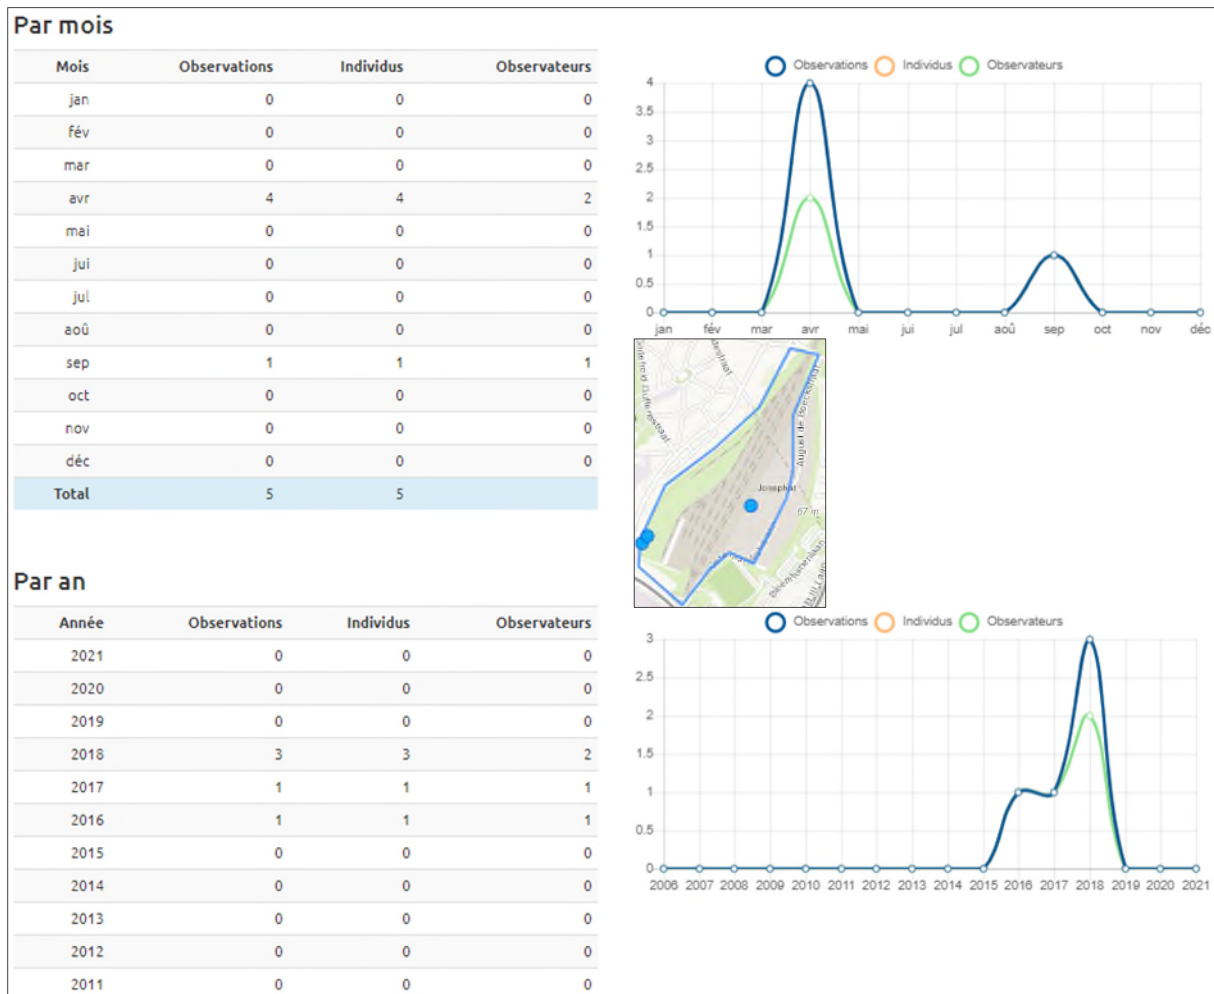 Par mois
Mois Observations Individus Observateurs
jan 0 0 0
fév 0 0 0
mar 0 0 0
avr 4 4 2
mai 0 0 0
jui 0 0 0
jul 0 0 0
aoû 0 0 0
sep 1 1 1
oct 0 0 0
nov 0 0 0
déc 0 0 0
Total 5 5
Observations Individus Observateurs
4
3.5
3
2.5
2
1.5
1
0.5
0
jan fév mar avr mai jui jul aoû sep oct nov déc
August de Boeckstraat
Josephat
67 m
Par an
Année Observations Individus Observateurs
2021 0 0 0
2020 0 0 0
2019 0 0 0
2018 3 3 2
2017 1 1 1
2016 1 1 1
2015 0 0 0
2014 0 0 0
2013 0 0 0
2012 0 0 0
2011 0 0 0
Observations Individus Observateurs
3
2.5
2
1.5
1
0.5
0
2006 2007 2008 2009 2010 2011 2012 2013 2014 2015 2016 2017 2018 2019 2020 2021